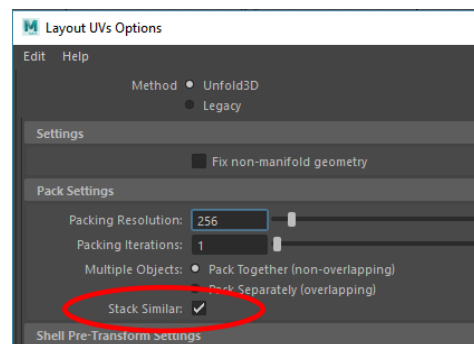 M Layout UVs Options
Edit Help
Method Unfold3D
Legacy
Settings
Fix non-manifold geometry
Pack Settings
Packing Resolution: 256
Packing Iterations: 1
Multiple Objects: Pack Together (non-overlapping)
Pack Separately (overlapping)
Stack Similar:
Shell Pre-Transform Settings